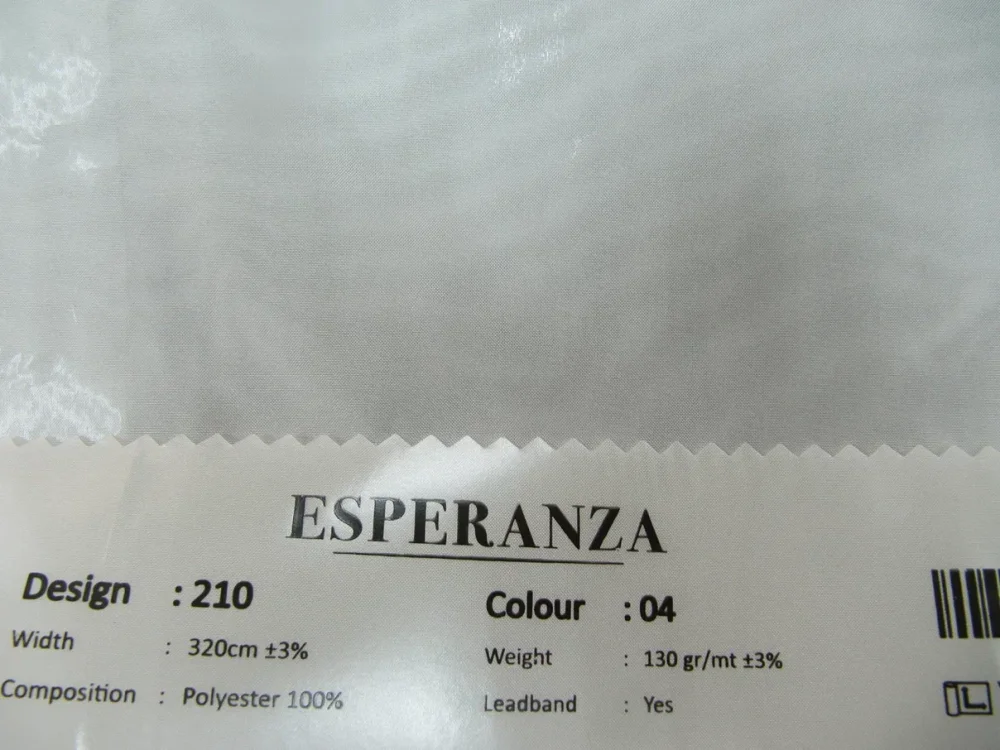 ESPERANZA
Design : 210 Colour : 04
Width : 320cm ±3% Weight : 130 gr/mt ±3%
Composition : Polyester 100% Leadband : Yes